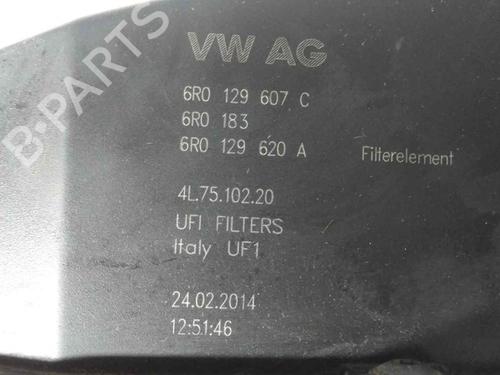 B-PARTS
VW AG
6R0 129 607 C
6R0 183
6R0 129 620 A Filterelement
4L.75.102.20
UFI FILTERS
Italy UF1
24.02.2014
12:51:46